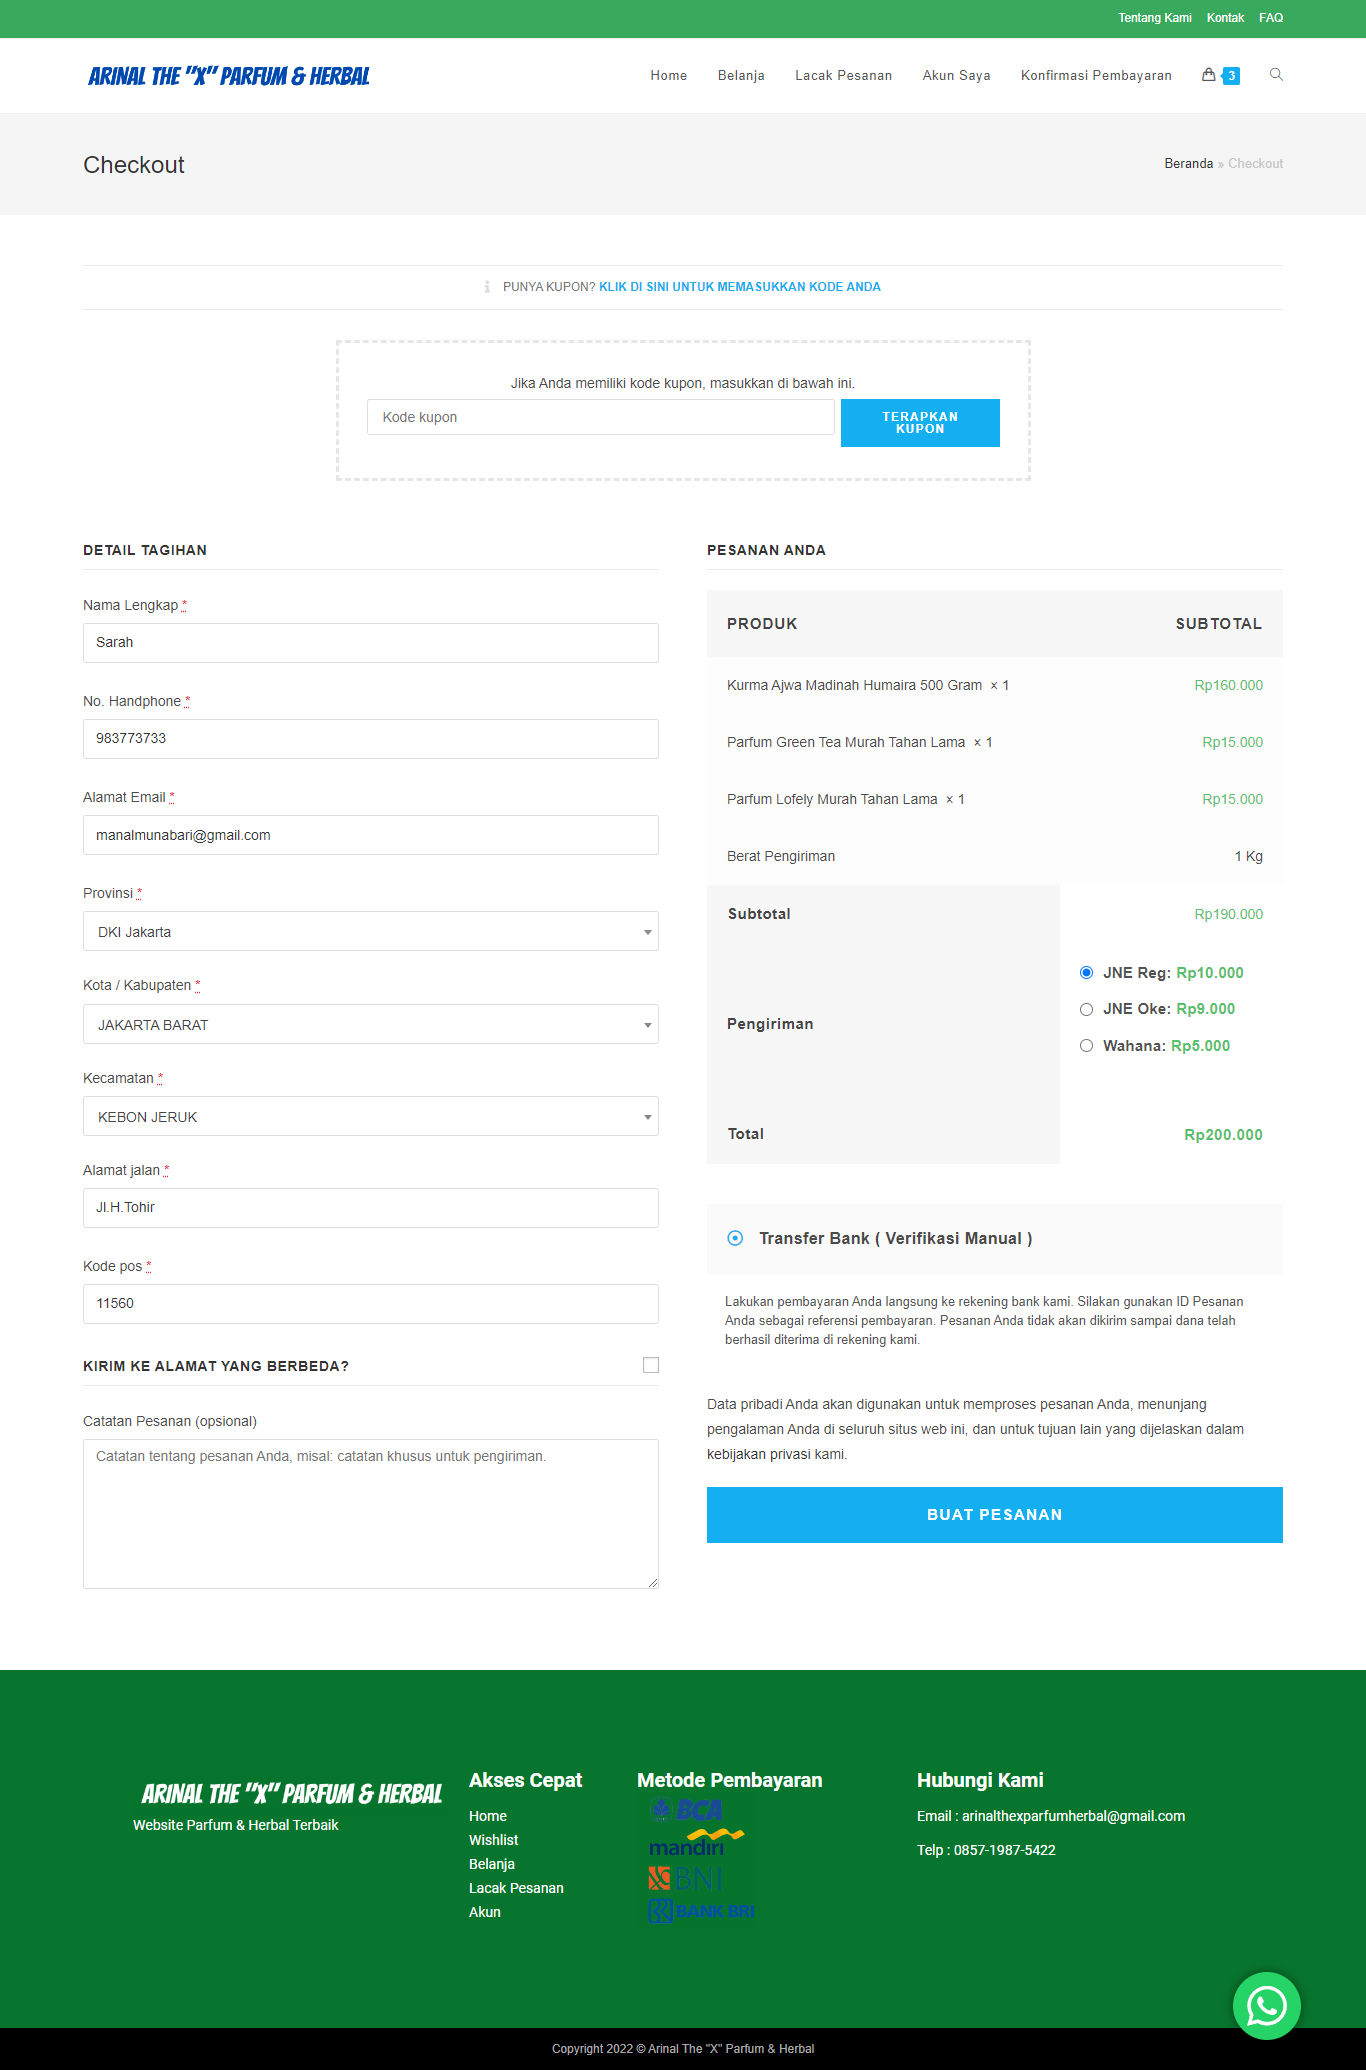 Tentang Kami Kontak FAQ
ARINAL THE "X" PARFUM & HERBAL
Home Belanja Lacak Pesanan Akun Saya Konfirmasi Pembayaran 3
Checkout
Beranda » Checkout
PUNYA KUPON? KLIK DI SINI UNTUK MEMASUKKAN KODE ANDA
Jika Anda memiliki kode kupon, masukkan di bawah ini.
Kode kupon
TERAPKAN
KUPON
DETAIL TAGIHAN
Nama Lengkap *
Sarah
No. Handphone *
983773733
Alamat Email *
manalmunabari@gmail.com
Provinsi *
DKI Jakarta
Kota / Kabupaten *
JAKARTA BARAT
Kecamatan *
KEBON JERUK
Alamat jalan *
Jl.H.Tohir
Kode pos *
11560
KIRIM KE ALAMAT YANG BERBEDA?
Catatan Pesanan (opsional)
Catatan tentang pesanan Anda, misal: catatan khusus untuk pengiriman.
PESANAN ANDA
PRODUK SUBTOTAL
Kurma Ajwa Madinah Humaira 500 Gram × 1 Rp160.000
Parfum Green Tea Murah Tahan Lama × 1 Rp15.000
Parfum Lofely Murah Tahan Lama × 1 Rp15.000
Berat Pengiriman 1 Kg
Subtotal Rp190.000
Pengiriman
JNE Reg: Rp10.000
JNE Oke: Rp9.000
Wahana: Rp5.000
Total Rp200.000
Transfer Bank ( Verifikasi Manual )
Lakukan pembayaran Anda langsung ke rekening bank kami. Silakan gunakan ID Pesanan
Anda sebagai referensi pembayaran. Pesanan Anda tidak akan dikirim sampai dana telah
berhasil diterima di rekening kami.
Data pribadi Anda akan digunakan untuk memproses pesanan Anda, menunjang
pengalaman Anda di seluruh situs web ini, dan untuk tujuan lain yang dijelaskan dalam
kebijakan privasi kami.
BUAT PESANAN
ARINAL THE "X" PARFUM & HERBAL
Website Parfum & Herbal Terbaik
Akses Cepat
Home
Wishlist
Belanja
Lacak Pesanan
Akun
Metode Pembayaran
BCA
mandiri
BNI
BANK BRI
Hubungi Kami
Email : arinalthexparfumherbal@gmail.com
Telp : 0857-1987-5422
Copyright 2022 © Arinal The "X" Parfum & Herbal